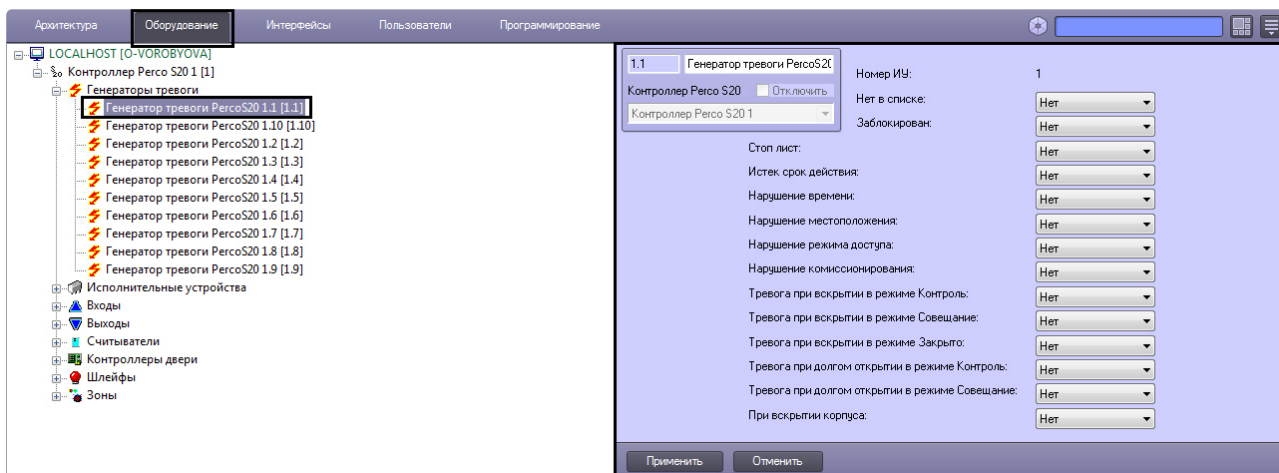 Архитектура Оборудование Интерфейсы Пользователи Программирование
LOCALHOST [O-VOROBYOVA]
Контроллер Perco S20 1 [1]
Генераторы тревоги
Генератор тревоги PercoS20 1.1 [1.1]
Генератор тревоги PercoS20 1.10 [1.10]
Генератор тревоги PercoS20 1.2 [1.2]
Генератор тревоги PercoS20 1.3 [1.3]
Генератор тревоги PercoS20 1.4 [1.4]
Генератор тревоги PercoS20 1.5 [1.5]
Генератор тревоги PercoS20 1.6 [1.6]
Генератор тревоги PercoS20 1.7 [1.7]
Генератор тревоги PercoS20 1.8 [1.8]
Генератор тревоги PercoS20 1.9 [1.9]
Исполнительные устройства
Входы
Выходы
Считыватели
Контроллеры двери
Шлейфы
Зоны
1.1 Генератор тревоги PercoS2(
Контроллер Perco S20 Отключить
Контроллер Perco S20 1
Номер ИУ: 1
Нет в списке: Нет
Заблокирован: Нет
Стоп лист: Нет
Истек срок действия: Нет
Нарушение времени: Нет
Нарушение местоположения: Нет
Нарушение режима доступа: Нет
Нарушение комиссионирования: Нет
Тревога при вскрытии в режиме Контроль: Нет
Тревога при вскрытии в режиме Совещание: Нет
Тревога при вскрытии в режиме Закрыто: Нет
Тревога при долгом открытии в режиме Контроль: Нет
Тревога при долгом открытии в режиме Совещание: Нет
При вскрытии корпуса: Нет
Применить Отменить